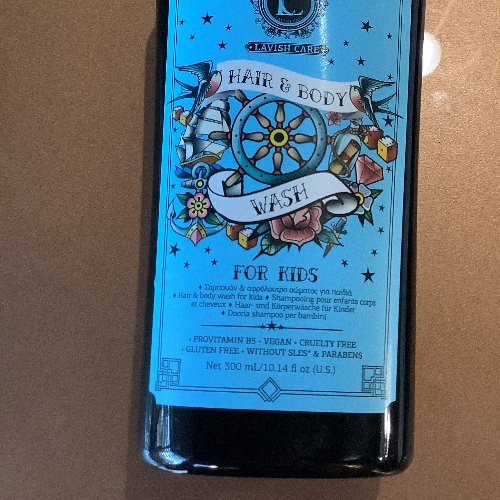 LC
• LAVISH CARE •
HAIR & BODY
WASH
FOR KIDS
♦ Σαμπουάν & αφρόλουτρο σώματος για παιδιά
♦ Hair & body wash for kids ♦ Shampooing pour enfants corps
et cheveux ♦ Haar- und Körperwäsche für Kinder
♦ Doccia shampoo per bambini
• PROVITAMIN B5 • VEGAN • CRUELTY FREE
• GLUTEN FREE • WITHOUT SLES* & PARABENS
Net 300 mL/10.14 fl oz (U.S.)